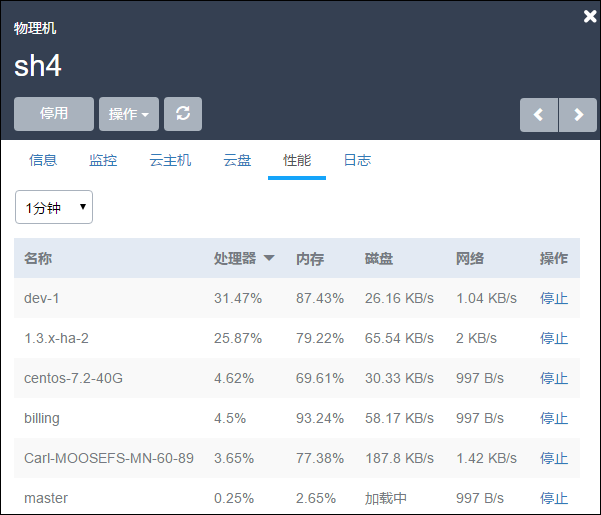 物理机
sh4
停用 操作
信息 监控 云主机 云盘 性能 日志
1分钟
名称 处理器 内存 磁盘 网络 操作
dev-1 31.47% 87.43% 26.16 KB/s 1.04 KB/s 停止
1.3.x-ha-2 25.87% 79.22% 65.54 KB/s 2 KB/s 停止
centos-7.2-40G 4.62% 69.61% 30.33 KB/s 997 B/s 停止
billing 4.5% 93.24% 58.17 KB/s 997 B/s 停止
Carl-MOOSEFS-MN-60-89 3.65% 77.38% 187.8 KB/s 1.42 KB/s 停止
master 0.25% 2.65% 加载中 997 B/s 停止